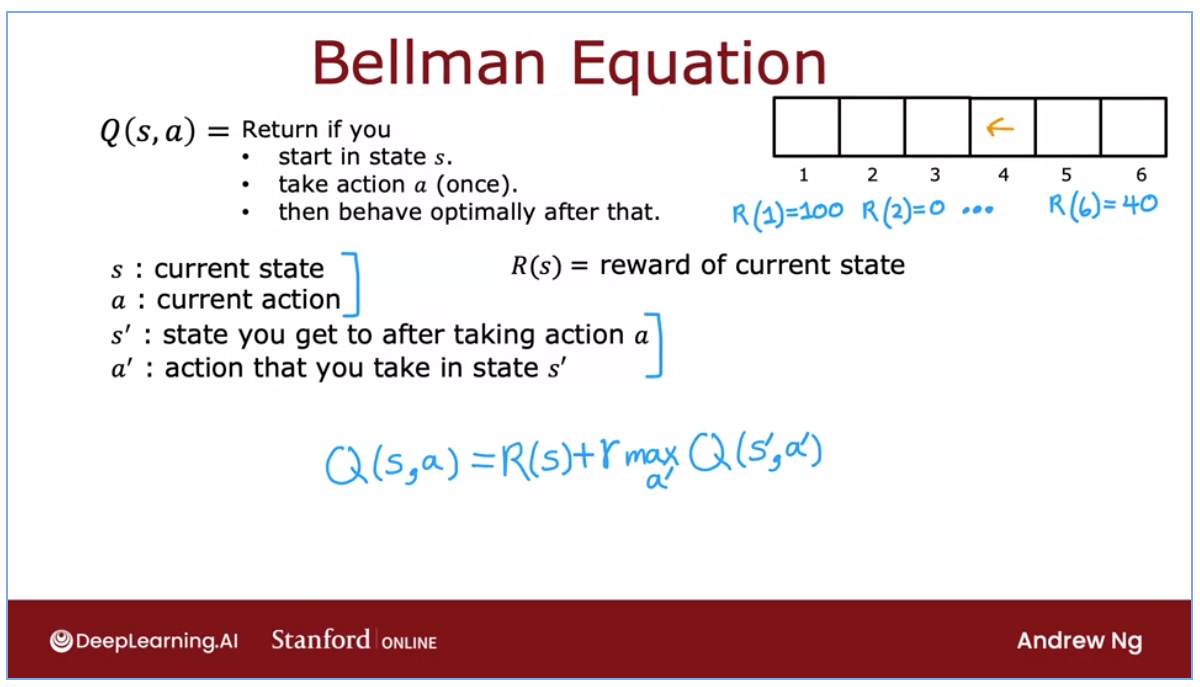 Bellman Equation
Q(s, a) = Return if you
• start in state s.
• take action a (once).
• then behave optimally after that.
←
1 2 3 4 5 6
R(1)=100 R(2)=0 ... R(6)=40
s : current state
R(s) = reward of current state
a : current action
s′ : state you get to after taking action a
a′ : action that you take in state s′
Q(s,a) = R(s)+γ max Q(s′,a′)
a′
DeepLearning.AI Stanford | ONLINE Andrew Ng